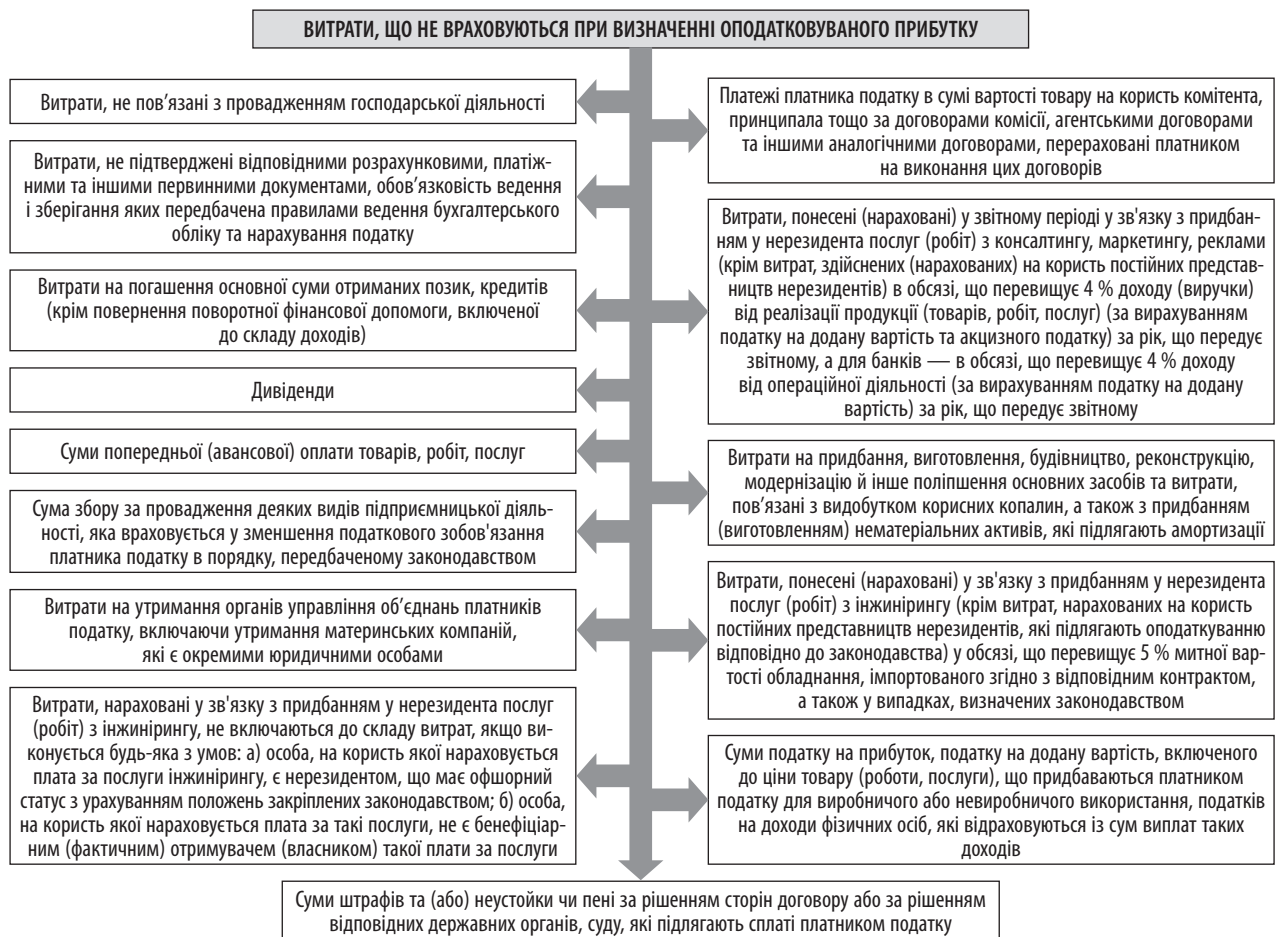 ВИТРАТИ, ЩО НЕ ВРАХОВУЮТЬСЯ ПРИ ВИЗНАЧЕННІ ОПОДАТКОВУВАНОГО ПРИБУТКУ
Витрати, не пов’язані з провадженням господарської діяльності
Витрати, не підтверджені відповідними розрахунковими, платіж-
ними та іншими первинними документами, обов’язковість ведення
і зберігання яких передбачена правилами ведення бухгалтерського
обліку та нарахування податку
Витрати на погашення основної суми отриманих позик, кредитів
(крім повернення поворотної фінансової допомоги, включеної
до складу доходів)
Дивіденди
Суми попередньої (авансової) оплати товарів, робіт, послуг
Сума збору за провадження деяких видів підприємницької діяль-
ності, яка враховується у зменшення податкового зобов'язання
платника податку в порядку, передбаченому законодавством
Витрати на утримання органів управління об’єднань платників
податку, включаючи утримання материнських компаній,
які є окремими юридичними особами
Витрати, нараховані у зв'язку з придбанням у нерезидента послуг
(робіт) з інжинірингу, не включаються до складу витрат, якщо ви-
конується будь-яка з умов: а) особа, на користь якої нараховується
плата за послуги інжинірингу, є нерезидентом, що має офшорний
статус з урахуванням положень закріплених законодавством; б) особа,
на користь якої нараховується плата за такі послуги, не є бенефіціар-
ним (фактичним) отримувачем (власником) такої плати за послуги
Платежі платника податку в сумі вартості товару на користь комітента,
принципала тощо за договорами комісії, агентськими договорами
та іншими аналогічними договорами, перераховані платником
на виконання цих договорів
Витрати, понесені (нараховані) у звітному періоді у зв'язку з придбан-
ням у нерезидента послуг (робіт) з консалтингу, маркетингу, реклами
(крім витрат, здійснених (нарахованих) на користь постійних представ-
ництв нерезидентів) в обсязі, що перевищує 4 % доходу (виручки)
від реалізації продукції (товарів, робіт, послуг) (за вирахуванням
податку на додану вартість та акцизного податку) за рік, що передує
звітному, а для банків — в обсязі, що перевищує 4 % доходу
від операційної діяльності (за вирахуванням податку на додану
вартість) за рік, що передує звітному
Витрати на придбання, виготовлення, будівництво, реконструкцію,
модернізацію й інше поліпшення основних засобів та витрати,
пов’язані з видобутком корисних копалин, а також з придбанням
(виготовленням) нематеріальних активів, які підлягають амортизації
Витрати, понесені (нараховані) у зв'язку з придбанням у нерезидента
послуг (робіт) з інжинірингу (крім витрат, нарахованих на користь
постійних представництв нерезидентів, які підлягають оподаткуванню
відповідно до законодавства) у обсязі, що перевищує 5 % митної вар-
тості обладнання, імпортованого згідно з відповідним контрактом,
а також у випадках, визначених законодавством
Суми податку на прибуток, податку на додану вартість, включеного
до ціни товару (роботи, послуги), що придбаваються платником
податку для виробничого або невиробничого використання, податків
на доходи фізичних осіб, які відраховуються із сум виплат таких
доходів
Суми штрафів та (або) неустойки чи пені за рішенням сторін договору або за рішенням
відповідних державних органів, суду, які підлягають сплаті платником податку